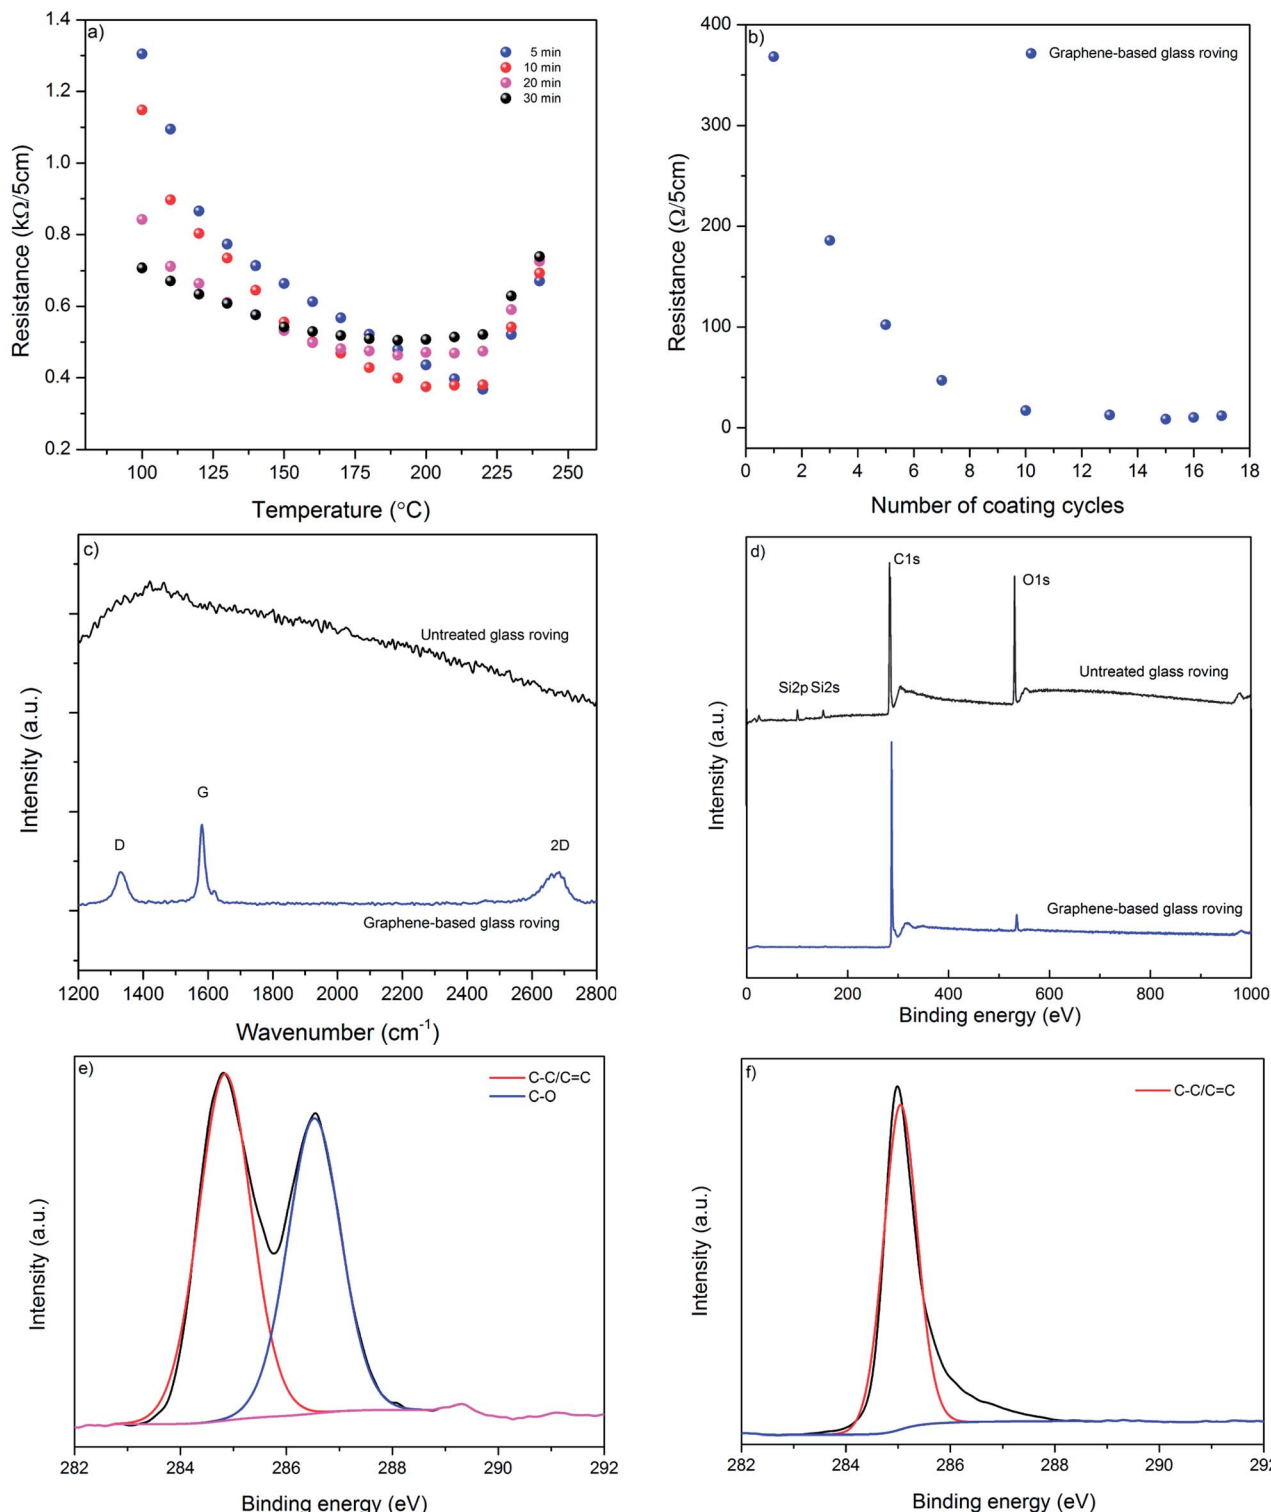 a)
5 min
10 min
20 min
30 min
1.4
1.2
1.0
0.8
0.6
0.4
0.2
Resistance (kΩ/5cm)
100 125 150 175 200 225 250
Temperature (°C)
b)
Graphene-based glass roving
400
300
200
100
0
Resistance (Ω/5cm)
0 2 4 6 8 10 12 14 16 18
Number of coating cycles
c)
Untreated glass roving
D
G
2D
Graphene-based glass roving
Intensity (a.u.)
1200 1400 1600 1800 2000 2200 2400 2600 2800
Wavenumber (cm⁻¹)
d)
C1s
O1s
Si2p Si2s
Untreated glass roving
Graphene-based glass roving
Intensity (a.u.)
0 200 400 600 800 1000
Binding energy (eV)
e)
C-C/C=C
C-O
Intensity (a.u.)
282 284 286 288 290 292
Binding energy (eV)
f)
C-C/C=C
Intensity (a.u.)
282 284 286 288 290
Binding energy (eV)